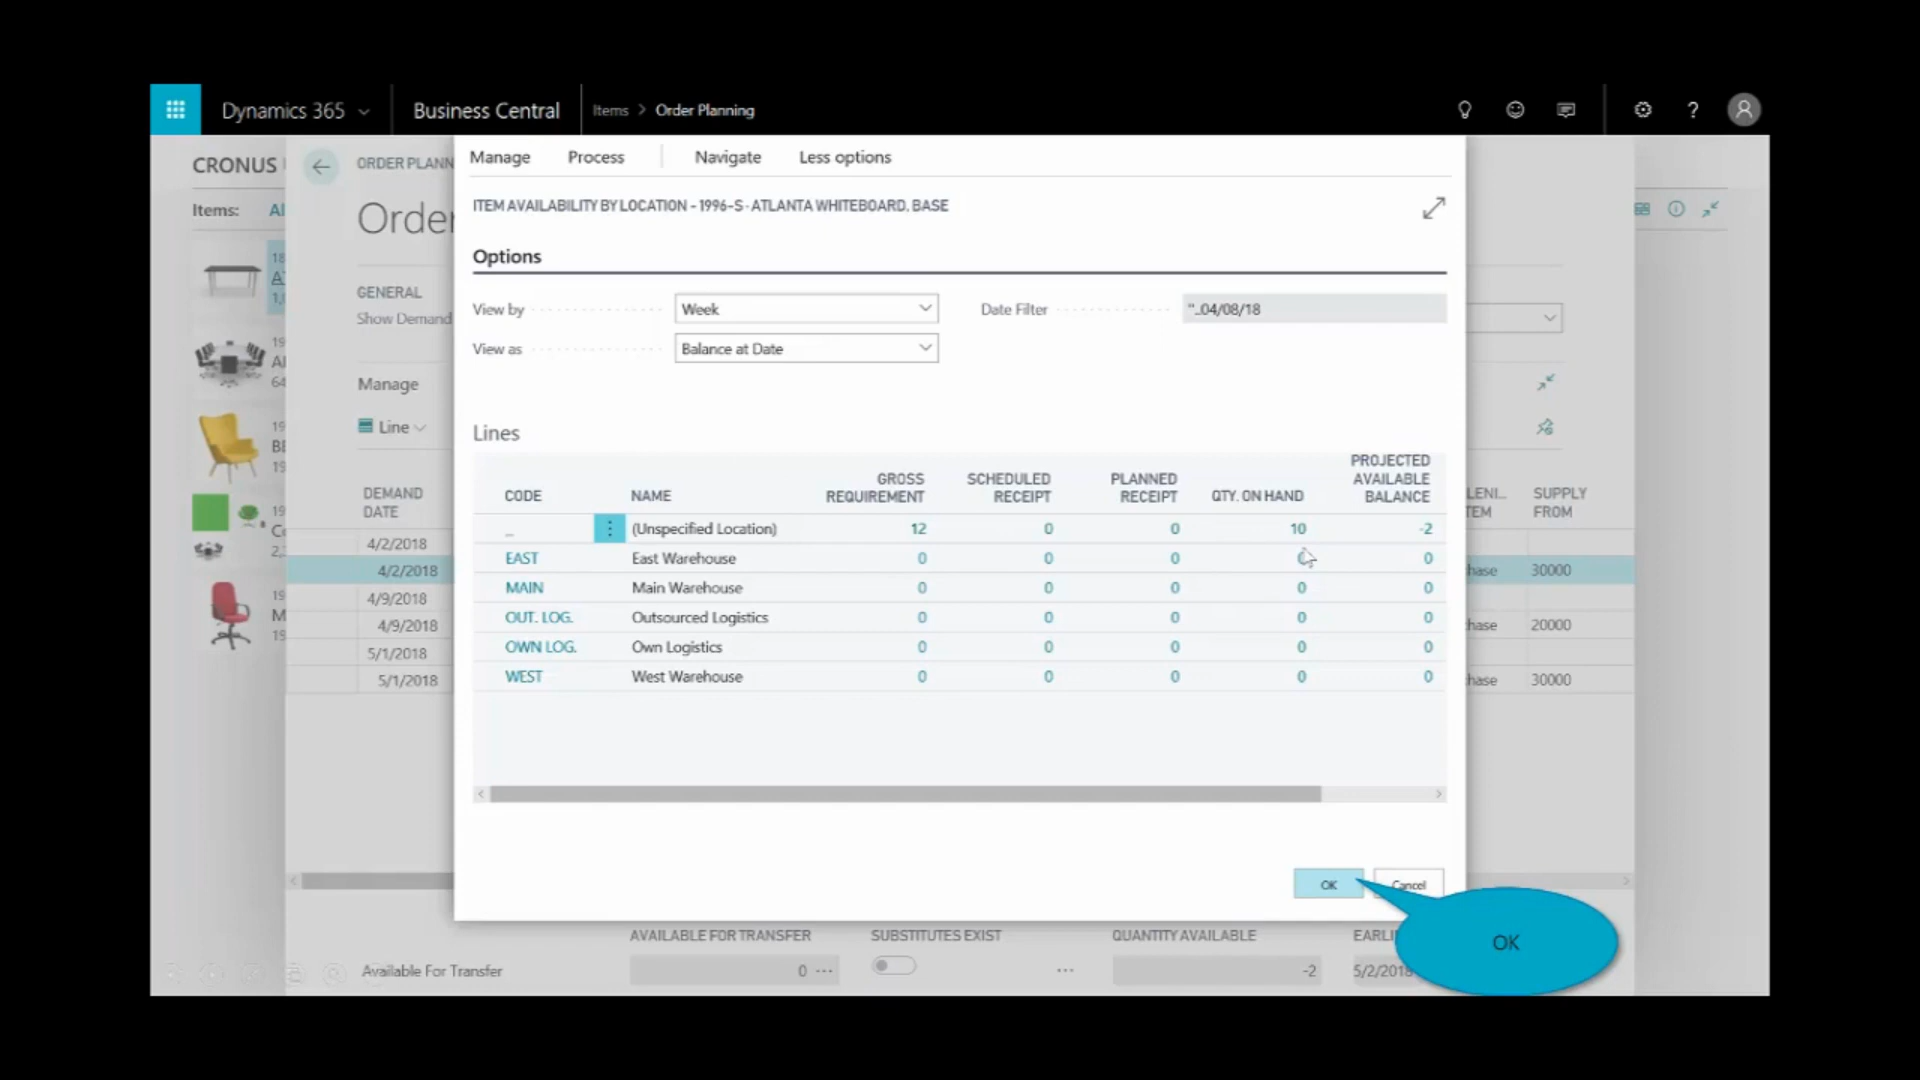 Dynamics 365 Business Central Items > Order Planning
Manage Process Navigate Less options
CRONUS
ORDER PLANN
ITEM AVAILABILITY BY LOCATION - 1996-S · ATLANTA WHITEBOARD, BASE
Items:
Order
Options
GENERAL
Show Demand
View by Week Date Filter ''..04/08/18
View as Balance at Date
Manage
Line
Lines
DEMAND DATE
CODE NAME GROSS REQUIREMENT SCHEDULED RECEIPT PLANNED RECEIPT QTY. ON HAND PROJECTED AVAILABLE BALANCE
SUPPLY FROM
_ (Unspecified Location) 12 0 0 10 -2
EAST East Warehouse 0 0 0 0 0
MAIN Main Warehouse 0 0 0 0 0
OUT. LOG. Outsourced Logistics 0 0 0 0 0
OWN LOG. Own Logistics 0 0 0 0 0
WEST West Warehouse 0 0 0 0 0
4/2/2018
4/2/2018 hase 30000
4/9/2018
4/9/2018 hase 20000
5/1/2018
5/1/2018 hase 30000
OK Cancel
OK
AVAILABLE FOR TRANSFER SUBSTITUTES EXIST QUANTITY AVAILABLE EARLI
Available For Transfer 0 ··· ··· -2 5/2/2018